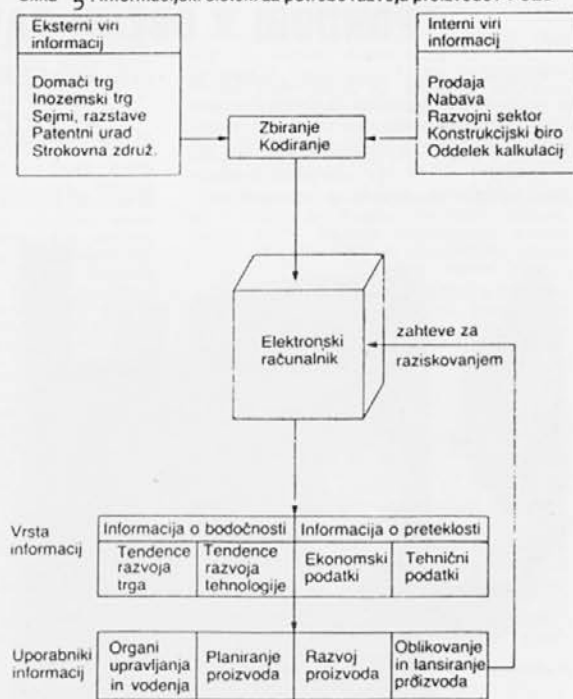 Eksterni viri
informacij
Domači trg
Inozemski trg
Sejmi, razstave
Patentni urad
Strokovna združ.
Zbiranje
Kodiranje
Interni viri
informacij
Prodaja
Nabava
Razvojni sektor
Konstrukcijski biro
Oddelek kalkulacij
Elektronski
računalnik
zahteve za
raziskovanjem
Vrsta
informacij
Informacija o bodočnosti
Informacija o preteklosti
Tendence
razvoja
trga
Tendence
razvoja
tehnologije
Ekonomski
podatki
Tehnični
podatki
Uporabniki
informacij
Organi
upravljanja
in vodenja
Planiranje
proizvoda
Razvoj
proizvoda
Oblikovanje
in lansiranje
proizvoda